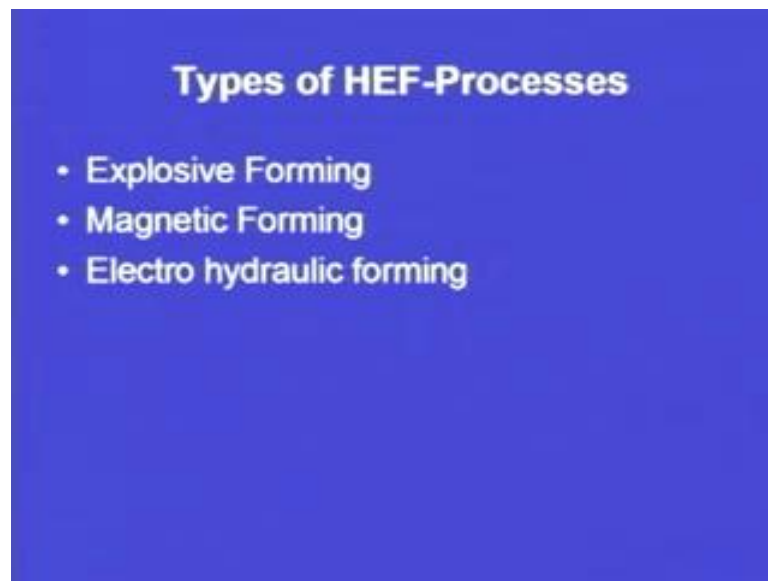 Types of HEF-Processes
• Explosive Forming
• Magnetic Forming
• Electro hydraulic forming